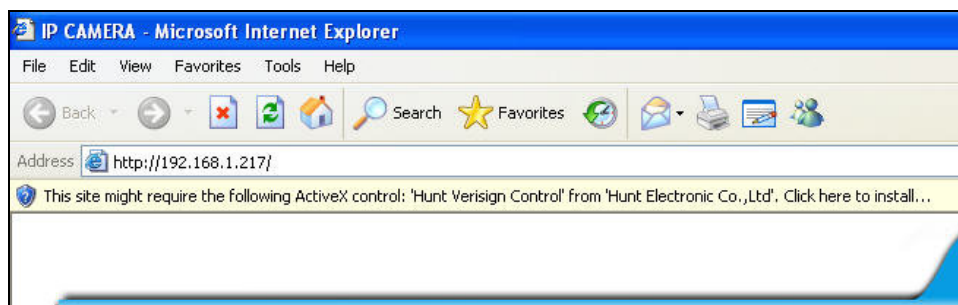 IP CAMERA - Microsoft Internet Explorer
File Edit View Favorites Tools Help
Back Search Favorites
Address http://192.168.1.217/
This site might require the following ActiveX control: 'Hunt Verisign Control' from 'Hunt Electronic Co.,Ltd'. Click here to install...